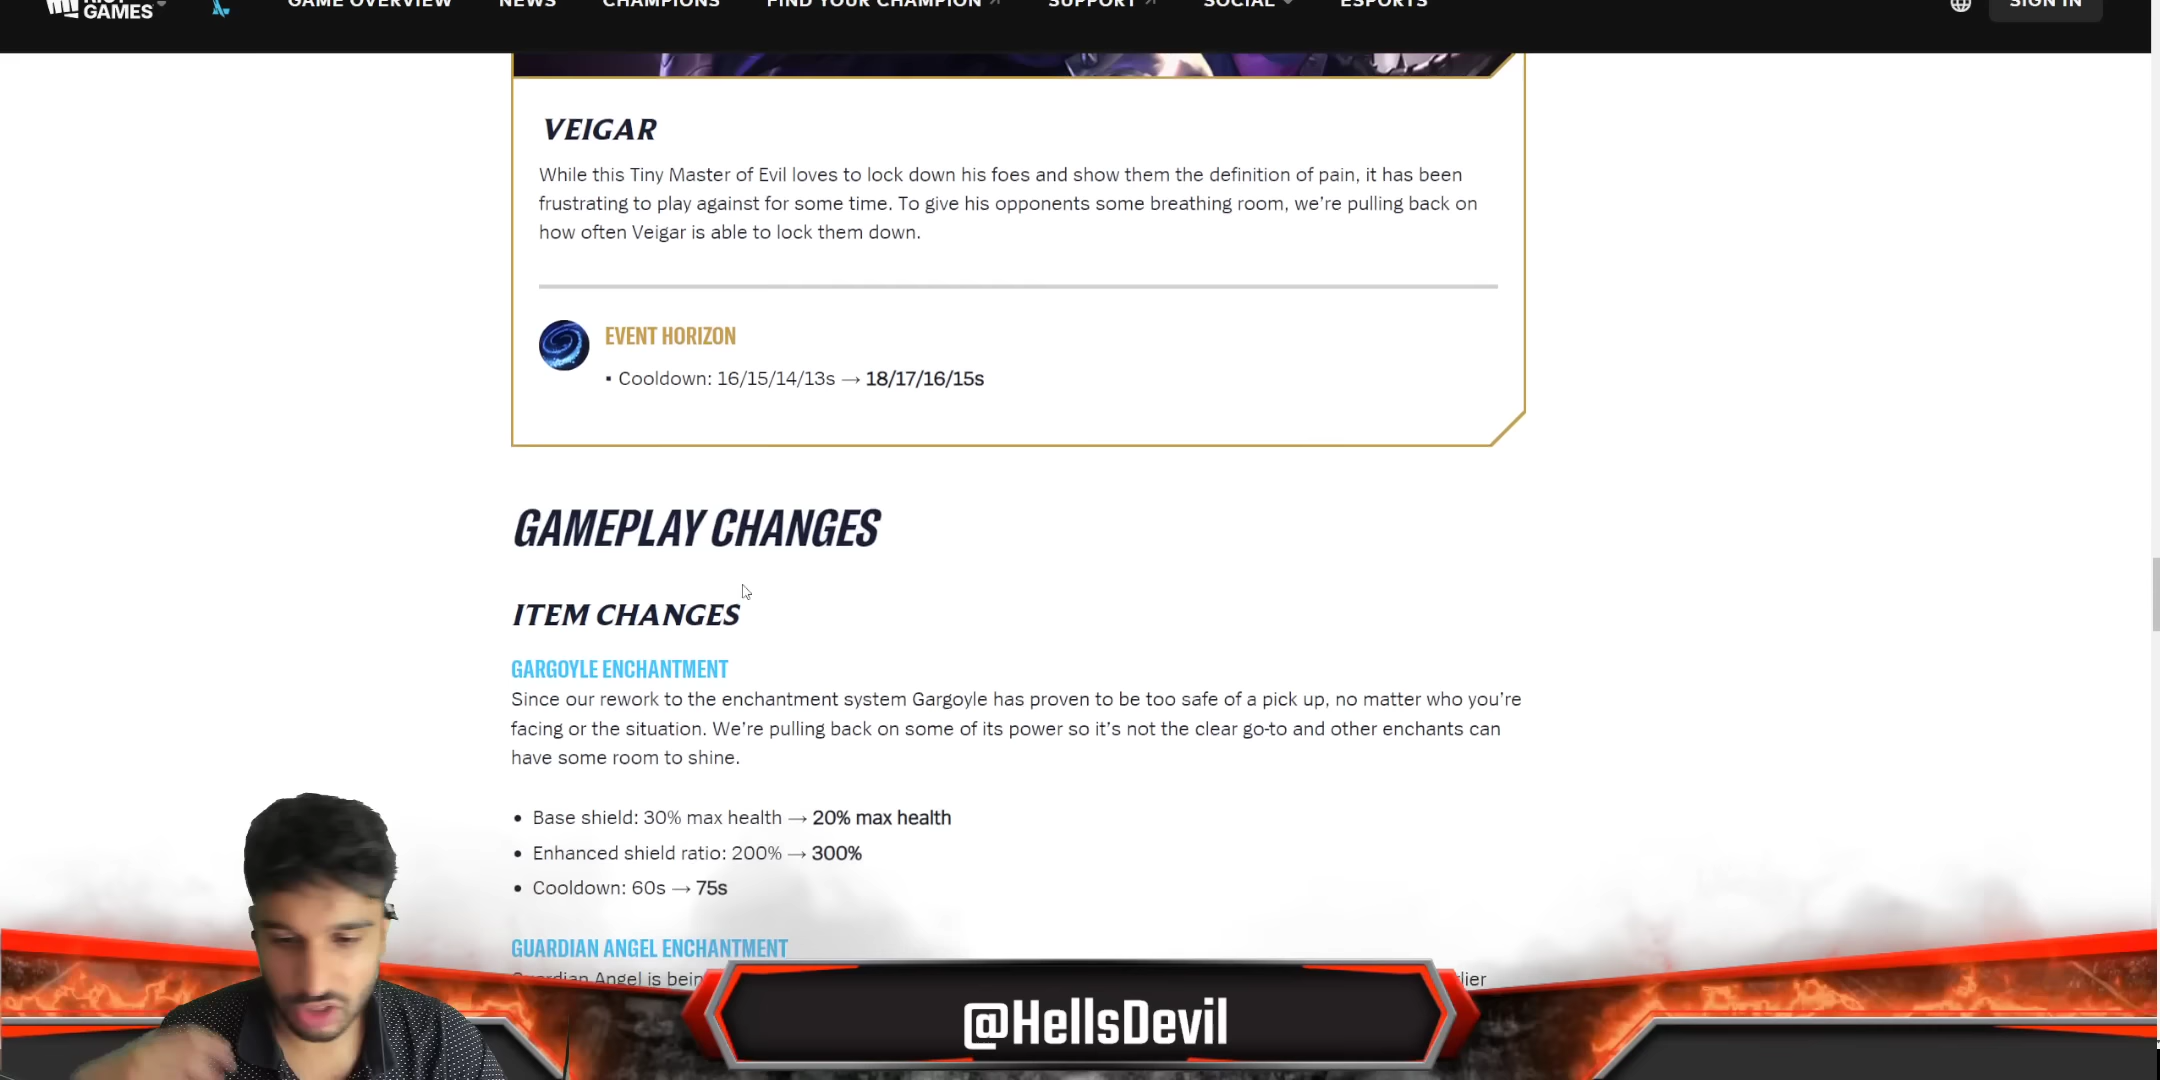 RIOT
GAMES
GAME OVERVIEW
NEWS
CHAMPIONS
FIND YOUR CHAMPION
SUPPORT
SOCIAL
ESPORTS
SIGN IN
VEIGAR
While this Tiny Master of Evil loves to lock down his foes and show them the definition of pain, it has been
frustrating to play against for some time. To give his opponents some breathing room, we’re pulling back on
how often Veigar is able to lock them down.
EVENT HORIZON
▪ Cooldown: 16/15/14/13s → 18/17/16/15s
GAMEPLAY CHANGES
ITEM CHANGES
GARGOYLE ENCHANTMENT
Since our rework to the enchantment system Gargoyle has proven to be too safe of a pick up, no matter who you’re
facing or the situation. We’re pulling back on some of its power so it’s not the clear go-to and other enchants can
have some room to shine.
• Base shield: 30% max health → 20% max health
• Enhanced shield ratio: 200% → 300%
• Cooldown: 60s → 75s
GUARDIAN ANGEL ENCHANTMENT
Guardian Angel is
@HellsDevil